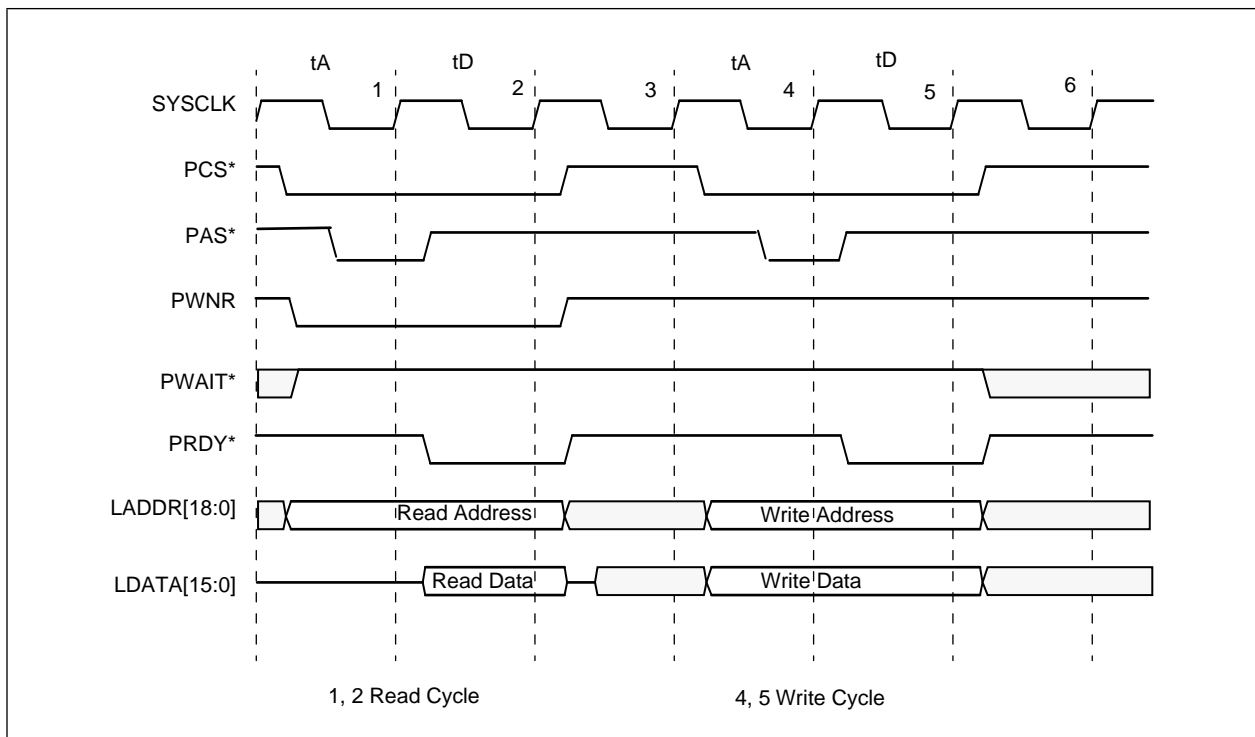 tA tD tA tD
1 2 3 4 5 6
SYSCLK
PCS*
PAS*
PWNR
PWAIT*
PRDY*
LADDR[18:0] Read Address Write Address
LDATA[15:0] Read Data Write Data
1, 2 Read Cycle 4, 5 Write Cycle